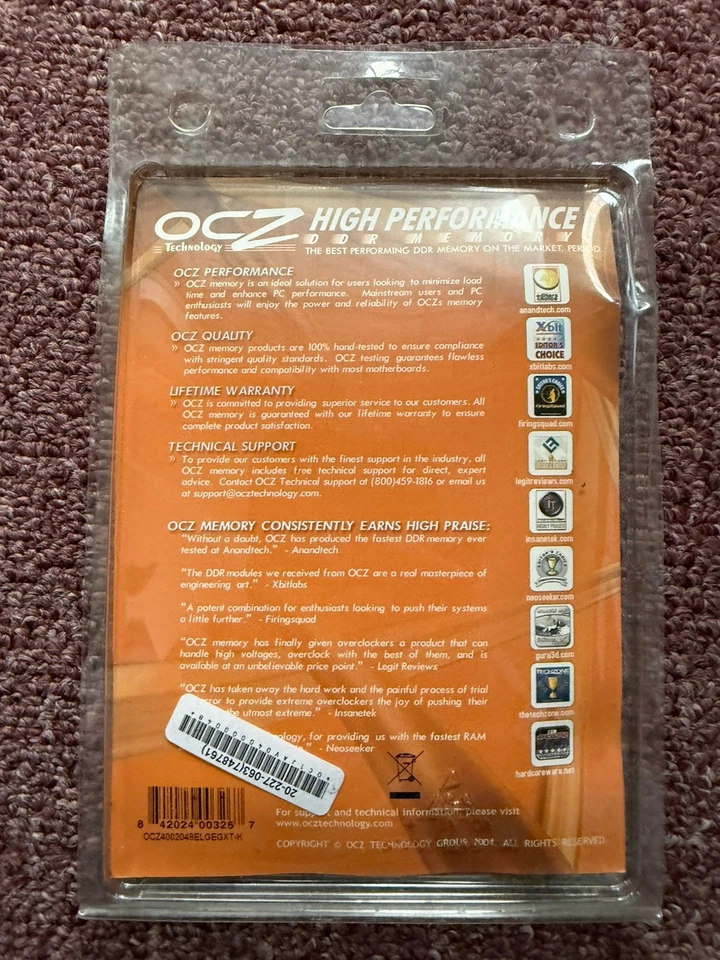 OCZ
Technology
HIGH PERFORMANCE
DDR MEMORY
THE BEST PERFORMING DDR MEMORY ON THE MARKET. PERIOD.
OCZ PERFORMANCE
» OCZ memory is an ideal solution for users looking to minimize load
time and enhance PC performance. Mainstream users and PC
enthusiasts will enjoy the power and reliability of OCZs memory
features.
OCZ QUALITY
» OCZ memory products are 100% hand-tested to ensure compliance
with stringent quality standards. OCZ testing guarantees flawless
performance and compatibility with most motherboards.
LIFETIME WARRANTY
» OCZ is committed to providing superior service to our customers. All
OCZ memory is guaranteed with our lifetime warranty to ensure
complete product satisfaction.
TECHNICAL SUPPORT
» To provide our customers with the finest support in the industry, all
OCZ memory includes free technical support for direct, expert
advice. Contact OCZ Technical support at (800)459-1816 or email us
at support@ocztechnology.com.
OCZ MEMORY CONSISTENTLY EARNS HIGH PRAISE:
"Without a doubt, OCZ has produced the fastest DDR memory ever
tested at Anandtech." - Anandtech
"The DDR modules we received from OCZ are a real masterpiece of
engineering art." - Xbitlabs
"A potent combination for enthusiasts looking to push their systems
a little further." - Firingsquad
"OCZ memory has finally given overclockers a product that can
handle high voltages, overclock with the best of them, and is
available at an unbelievable price point." - Legit Reviews
"OCZ has taken away the hard work and the painful process of trial
error to provide extreme overclockers the joy of pushing their
the utmost extreme." - Insanetek
for providing us with the fastest RAM
- Neoseeker
20-227-063(748761)
anandtech.com
Xbit
EDITOR'S
CHOICE
xbitlabs.com
FiringSquad
firingsquad.com
legitreviews.com
iT
insanetek.com
neoseeker.com
guru3d.com
TECHZONE
thetechzone.com
hardcoreware.net
8 42024 00325 7
OCZ4002048ELGEGXT-K
For support and technical information, please visit
www.ocztechnology.com
COPYRIGHT © OCZ TECHNOLOGY GROUP 2004. ALL RIGHTS RESERVED.